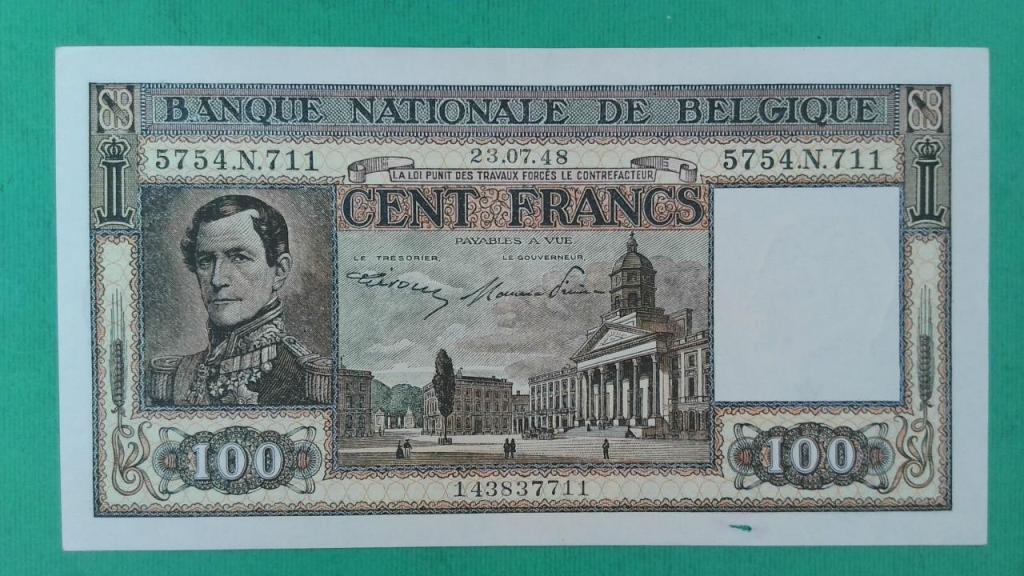 BANQUE NATIONALE DE BELGIQUE
5754.N.711 23.07.48 5754.N.711
LA LOI PUNIT DES TRAVAUX FORCÉS LE CONTREFACTEUR
CENT FRANCS
PAYABLES A VUE
LE TRÉSORIER, LE GOUVERNEUR,
100 100
143837711